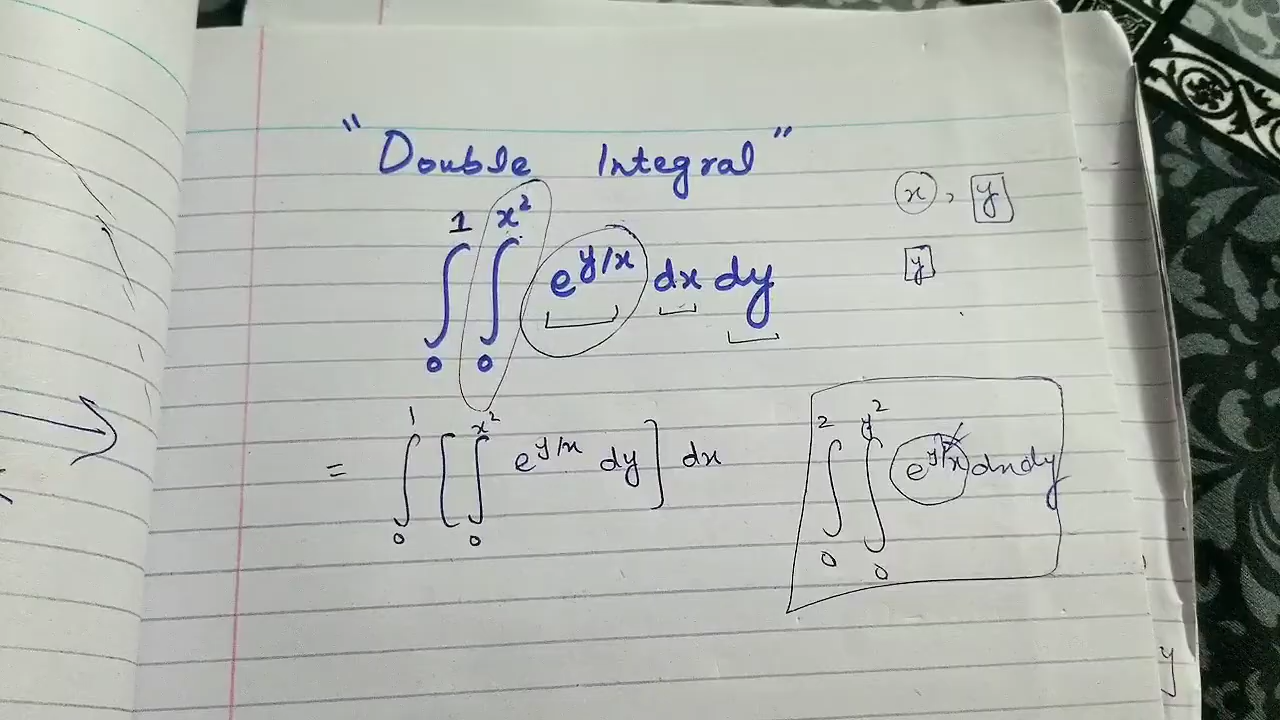 "Double Integral"
x, y
y
∫₀¹ ∫₀^{x²} e^{y/x} dx dy
= ∫₀¹ [∫₀^{x²} e^{y/x} dy] dx
∫₀² ∫₀^{y²} e^{y/x} dx dy
y